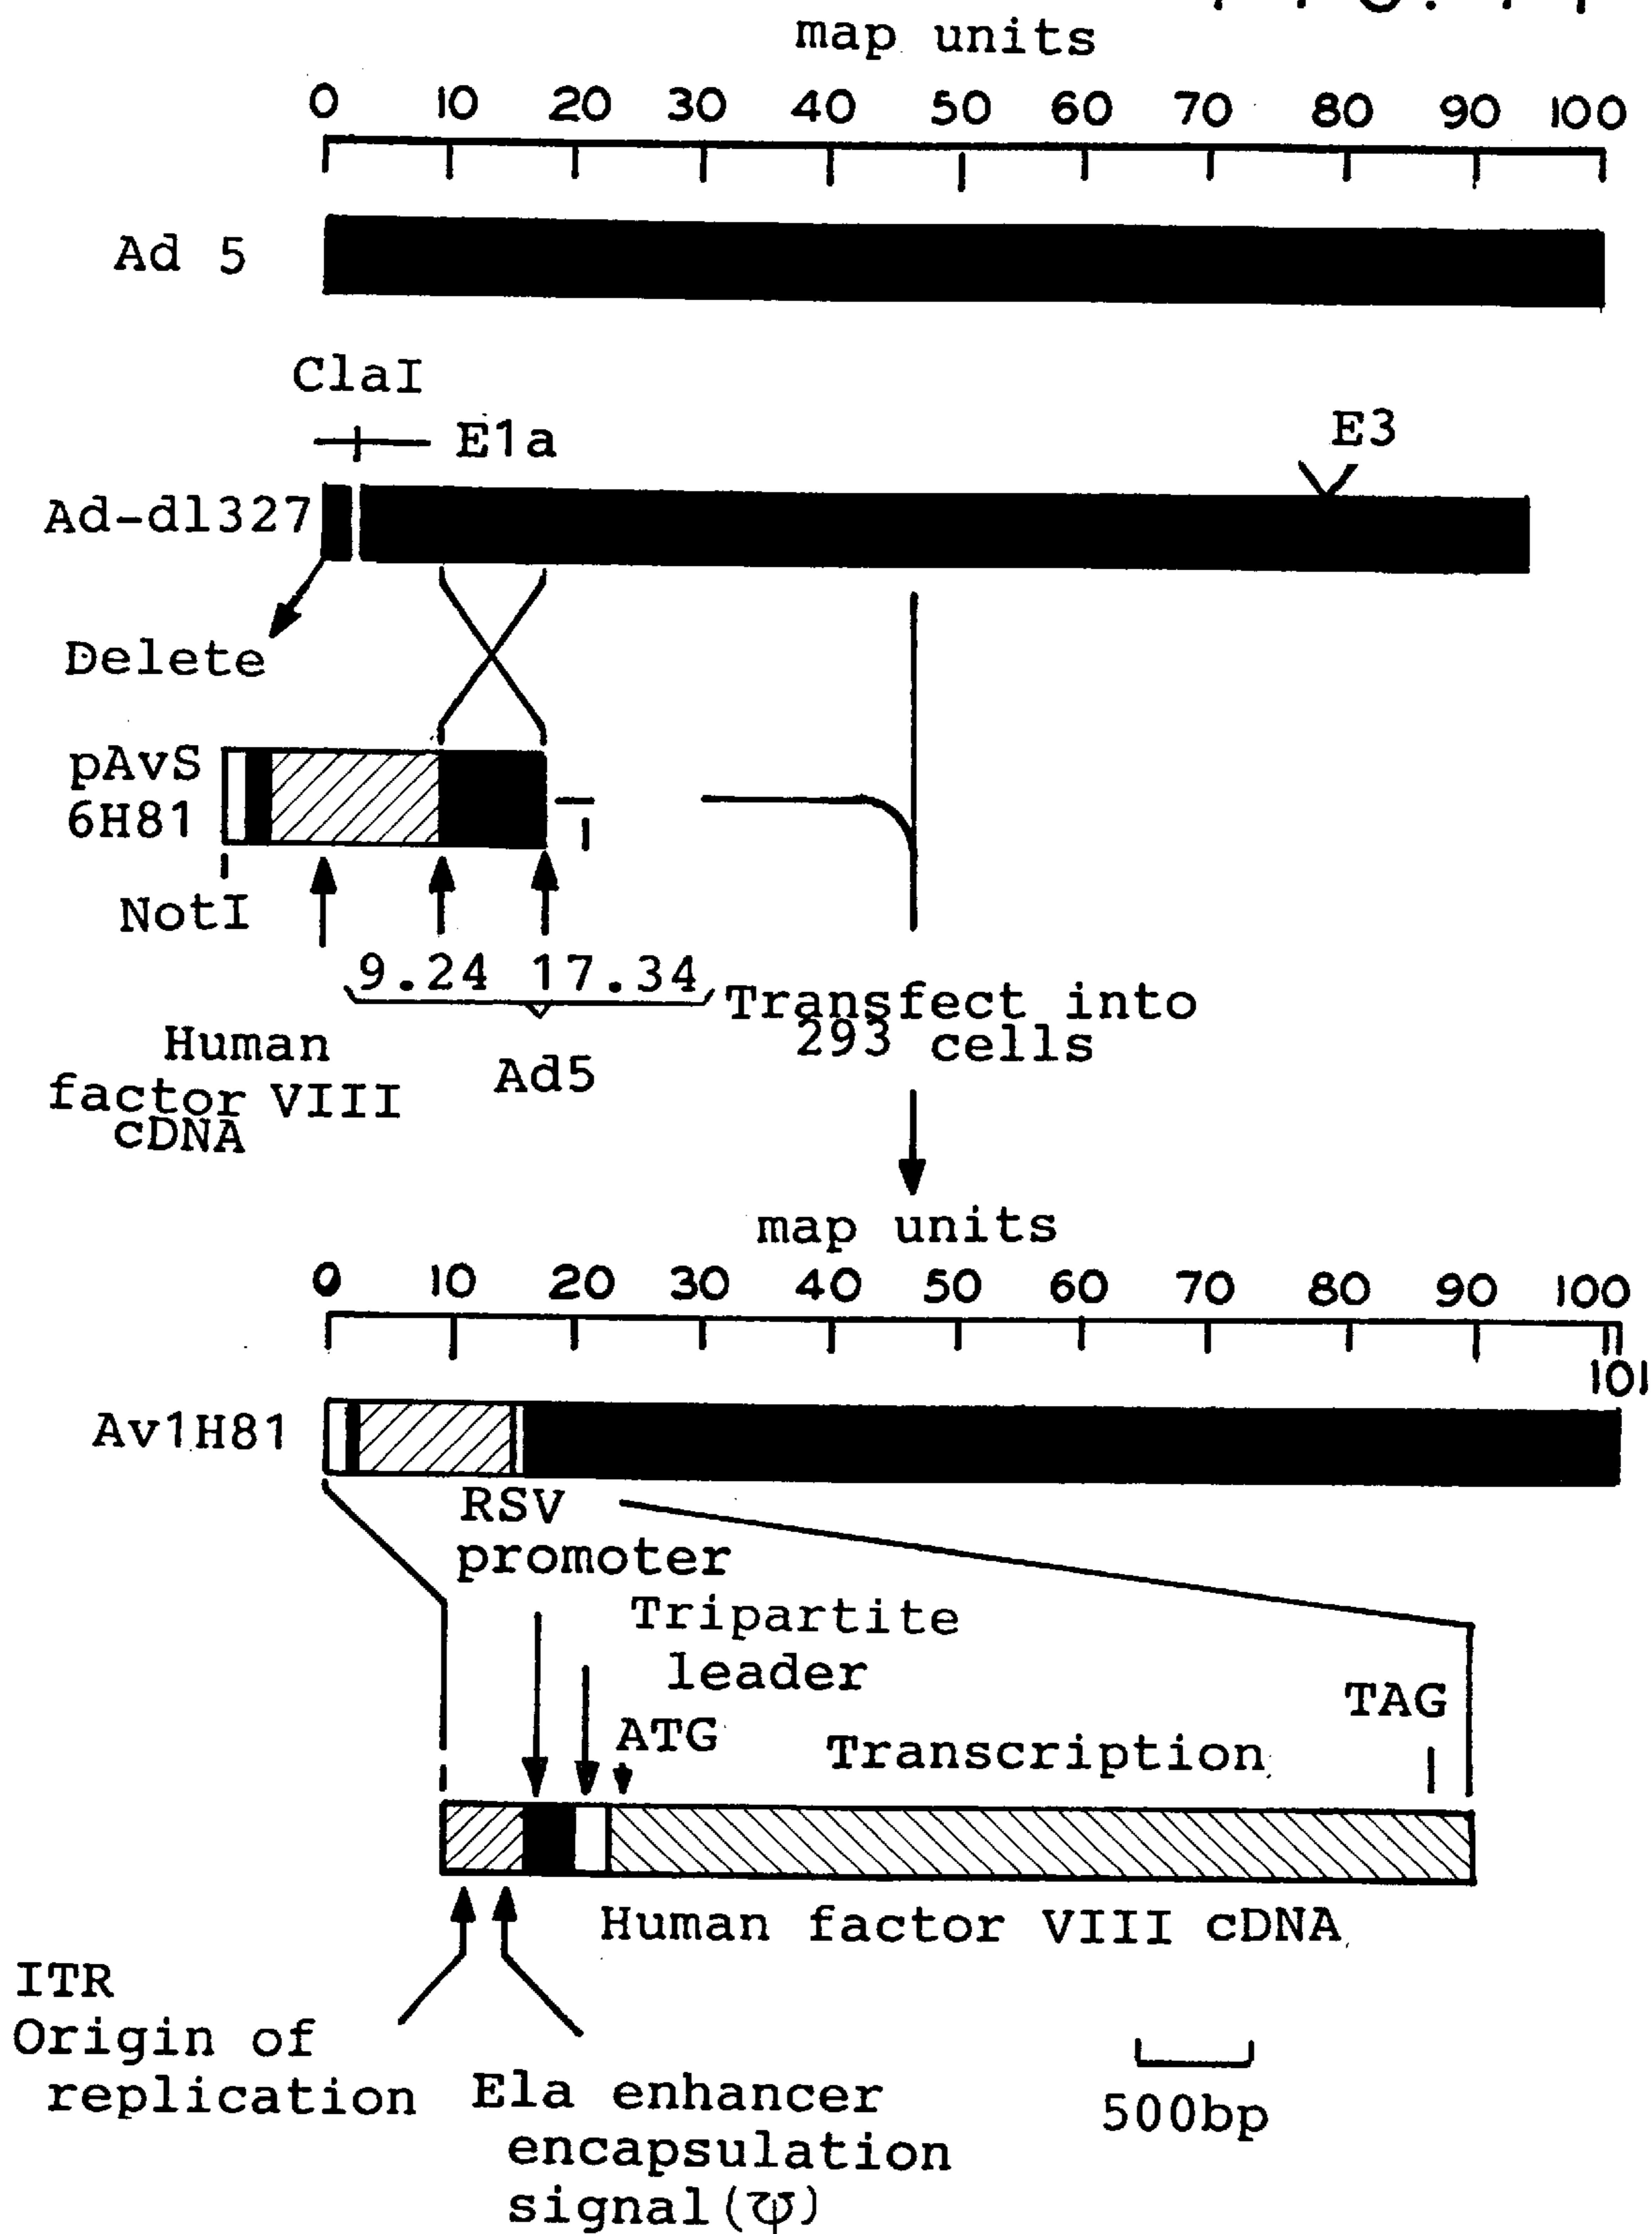 map units
0 10 20 30 40 50 60 70 80 90 100
Ad 5
ClaI
E1a
E3
Ad-dl327
Delete
pAvS
6H81
NotI
9.24 17.34
Human
factor VIII
cDNA
Ad5
Transfect into
293 cells
map units
0 10 20 30 40 50 60 70 80 90 100
101
Av1H81
RSV
promoter
Tripartite
leader
ATG
Transcription
TAG
Human factor VIII cDNA
ITR
Origin of
replication
Ela enhancer
encapsulation
signal(ψ)
500bp